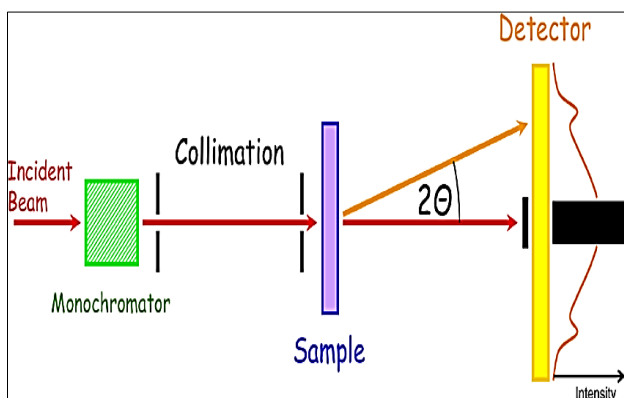 Detector
Collimation
Incident
Beam
2Θ
Monochromator
Sample
Intensity